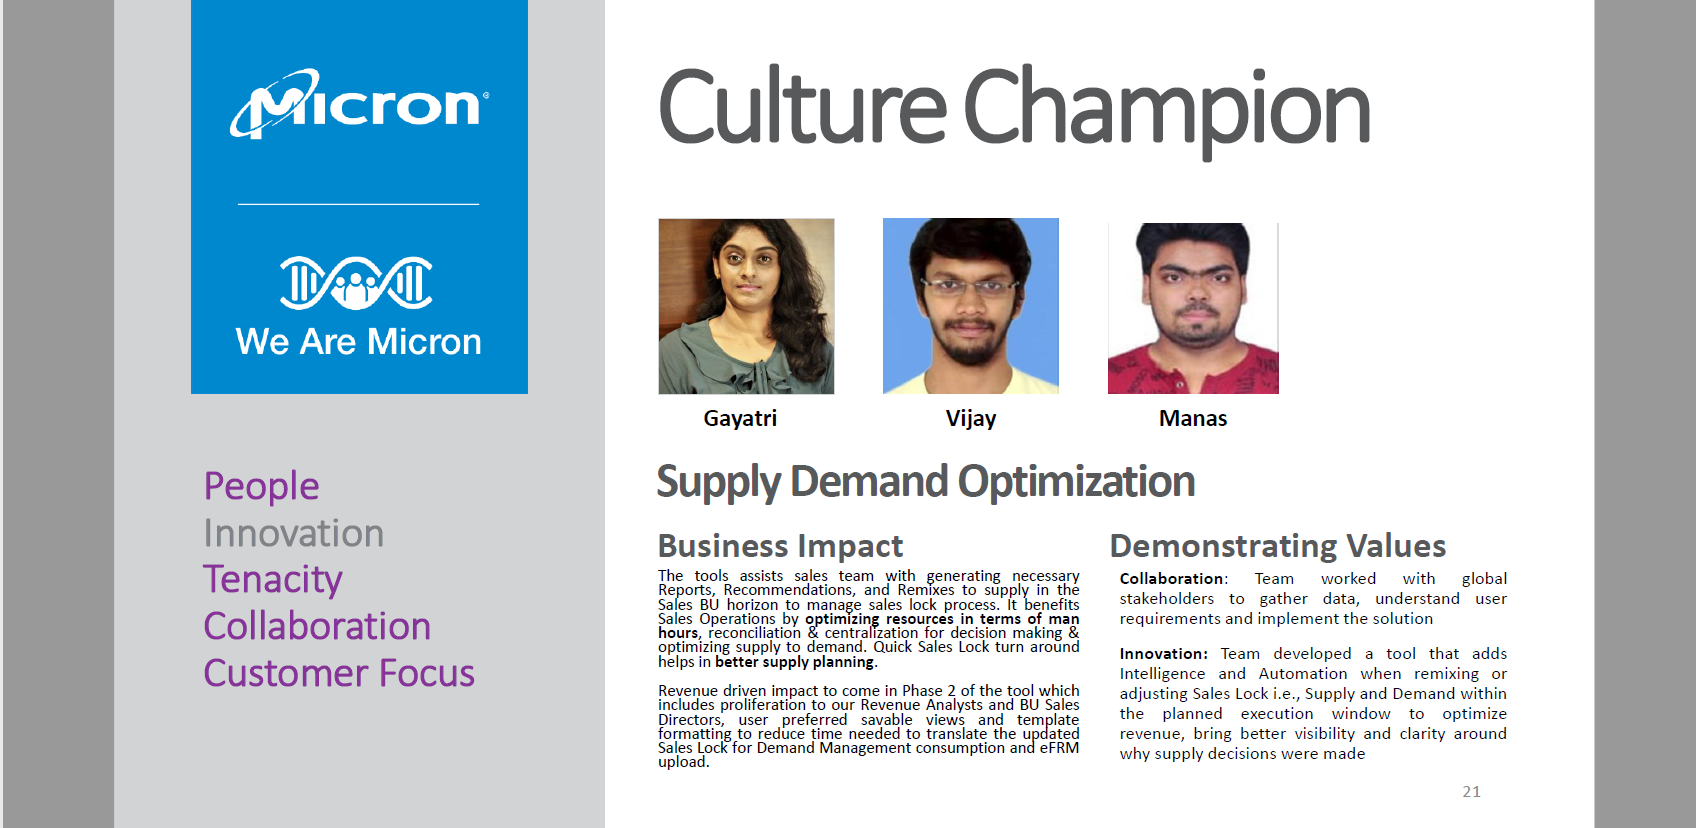 Micron
We Are Micron
People
Innovation
Tenacity
Collaboration
Customer Focus
Culture Champion
Gayatri
Vijay
Manas
Supply Demand Optimization
Business Impact
The tools assists sales team with generating necessary
Reports, Recommendations, and Remixes to supply in the
Sales BU horizon to manage sales lock process. It benefits
Sales Operations by optimizing resources in terms of man
hours, reconciliation & centralization for decision making &
optimizing supply to demand. Quick Sales Lock turn around
helps in better supply planning.
Revenue driven impact to come in Phase 2 of the tool which
includes proliferation to our Revenue Analysts and BU Sales
Directors, user preferred savable views and template
formatting to reduce time needed to translate the updated
Sales Lock for Demand Management consumption and eFRM
upload.
Demonstrating Values
Collaboration: Team worked with global
stakeholders to gather data, understand user
requirements and implement the solution
Innovation: Team developed a tool that adds
Intelligence and Automation when remixing or
adjusting Sales Lock i.e., Supply and Demand within
the planned execution window to optimize
revenue, bring better visibility and clarity around
why supply decisions were made
21